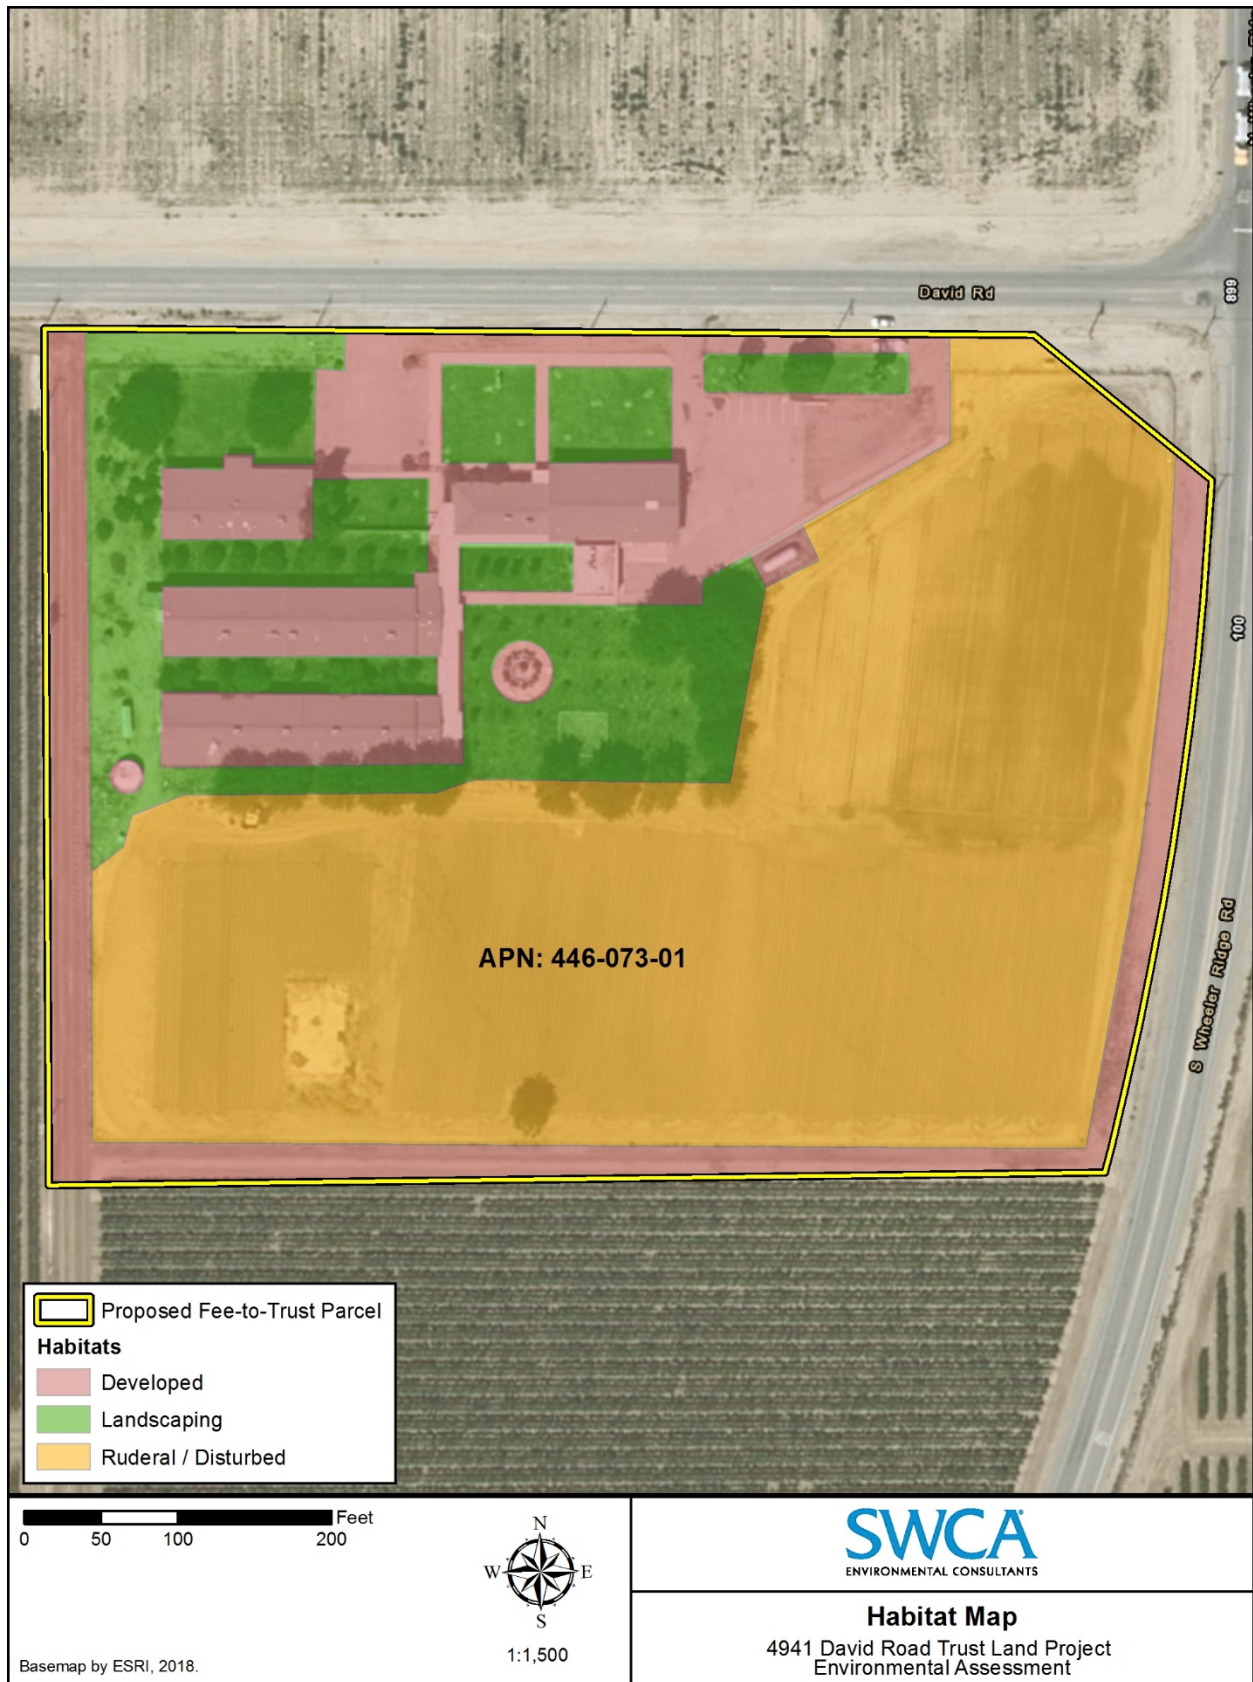 David Rd
899
100
S Wheeler Ridge Rd
APN: 446-073-01
Proposed Fee-to-Trust Parcel
Habitats
Developed
Landscaping
Ruderal / Disturbed
Feet
0 50 100 200
N
W E
S
1:1,500
Basemap by ESRI, 2018.
SWCA
ENVIRONMENTAL CONSULTANTS
Habitat Map
4941 David Road Trust Land Project
Environmental Assessment